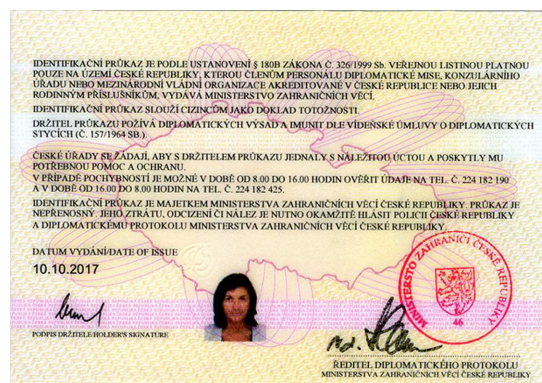 IDENTIFIKAČNÍ PRŮKAZ JE PODLE USTANOVENÍ § 180B ZÁKONA Č. 326/1999 Sb. VEŘEJNOU LISTINOU PLATNOU
POUZE NA ÚZEMÍ ČESKÉ REPUBLIKY, KTEROU ČLENŮM PERSONÁLU DIPLOMATICKÉ MISE, KONZULÁRNÍHO
ÚŘADU NEBO MEZINÁRODNÍ VLÁDNÍ ORGANIZACE AKREDITOVANÉ V ČESKÉ REPUBLICE NEBO JEJICH
RODINNÝM PŘÍSLUŠNÍKŮM, VYDÁVÁ MINISTERSTVO ZAHRANIČNÍCH VĚCÍ.
IDENTIFIKAČNÍ PRŮKAZ SLOUŽÍ CIZINCŮM JAKO DOKLAD TOTOŽNOSTI.
DRŽITEL PRŮKAZU POŽÍVÁ DIPLOMATICKÝCH VÝSAD A IMUNIT DLE VÍDEŇSKÉ ÚMLUVY O DIPLOMATICKÝCH
STYCÍCH (Č. 157/1964 SB.).
ČESKÉ ÚŘADY SE ŽÁDAJÍ, ABY S DRŽITELEM PRŮKAZU JEDNALY S NÁLEŽITOU ÚCTOU A POSKYTLY MU
POTŘEBNOU POMOC A OCHRANU.
V PŘÍPADĚ POCHYBNOSTÍ JE MOŽNÉ V DOBĚ OD 8.00 DO 16.00 HODIN OVĚŘIT ÚDAJE NA TEL. Č. 224 182 190
A V DOBĚ OD 16.00 DO 8.00 HODIN NA TEL. Č. 224 182 425.
IDENTIFIKAČNÍ PRŮKAZ JE MAJETKEM MINISTERSTVA ZAHRANIČNÍCH VĚCÍ ČESKÉ REPUBLIKY. PRŮKAZ JE
NEPŘENOSNÝ. JEHO ZTRÁTU, ODCIZENÍ ČI NÁLEZ JE NUTNO OKAMŽITĚ HLÁSIT POLICII ČESKÉ REPUBLIKY
A DIPLOMATICKÉMU PROTOKOLU MINISTERSTVA ZAHRANIČNÍCH VĚCÍ ČESKÉ REPUBLIKY.
DATUM VYDÁNÍ/DATE OF ISSUE
10.10.2017
MINISTERSTVO ZAHRANIČÍ ČESKÉ REPUBLIKY
46
PODPIS DRŽITELE/HOLDER'S SIGNATURE
ŘEDITEL DIPLOMATICKÉHO PROTOKOLU
MINISTERSTVA ZAHRANIČNÍCH VĚCÍ ČESKÉ REPUBLIKY